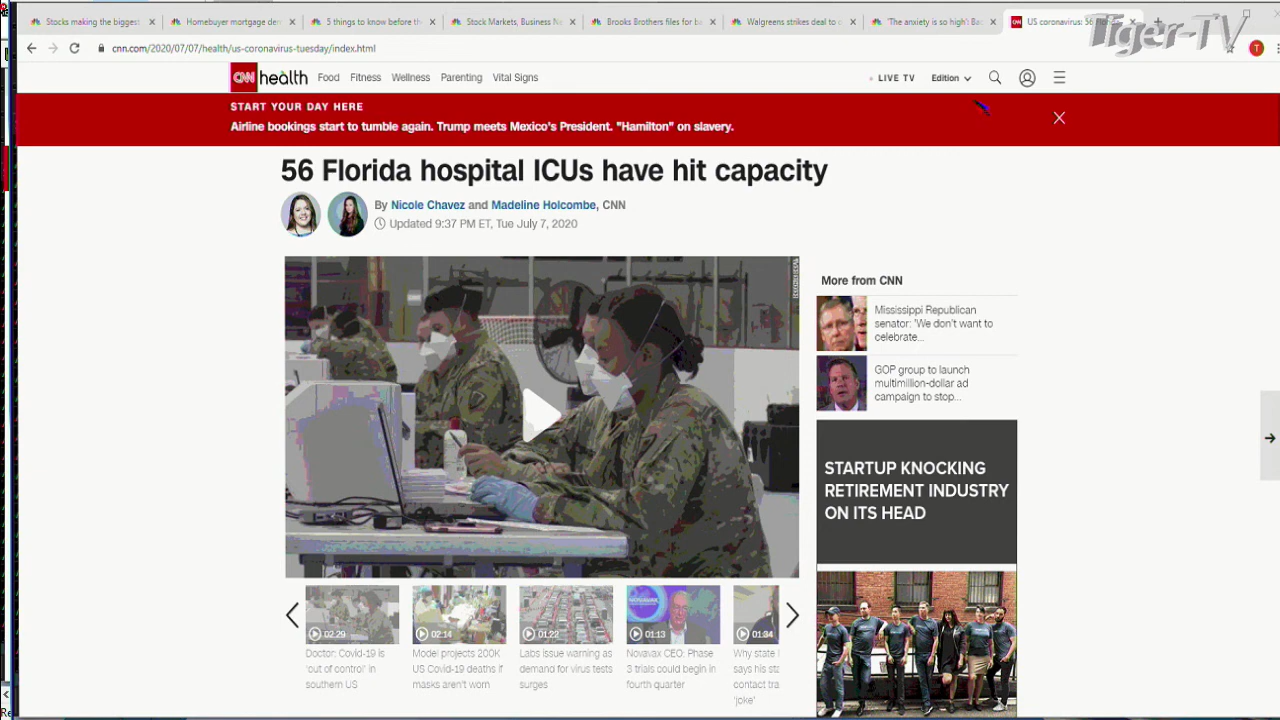 Stocks making the biggest
Homebuyer mortgage den
5 things to know before th
Stock Markets, Business Ne
Brooks Brothers files for ba
Walgreens strikes deal to c
'The anxiety is so high': Ba
US coronavirus: 56 Flo
Tiger-TV
cnn.com/2020/07/07/health/us-coronavirus-tuesday/index.html
T
CNN health Food Fitness Wellness Parenting Vital Signs
LIVE TV Edition
START YOUR DAY HERE
Airline bookings start to tumble again. Trump meets Mexico's President. "Hamilton" on slavery.
56 Florida hospital ICUs have hit capacity
By Nicole Chavez and Madeline Holcombe, CNN
Updated 9:37 PM ET, Tue July 7, 2020
More from CNN
Mississippi Republican
senator: 'We don't want to
celebrate...
GOP group to launch
multimillion-dollar ad
campaign to stop...
STARTUP KNOCKING
RETIREMENT INDUSTRY
ON ITS HEAD
02:29
Doctor: Covid-19 is
'out of control' in
southern US
02:14
Model projects 200K
US Covid-19 deaths if
masks aren't worn
01:22
Labs issue warning as
demand for virus tests
surges
NOVAVAX
01:13
Novavax CEO: Phase
3 trials could begin in
fourth quarter
01:34
Why state l
says his sta
contact tra
'joke'
Re